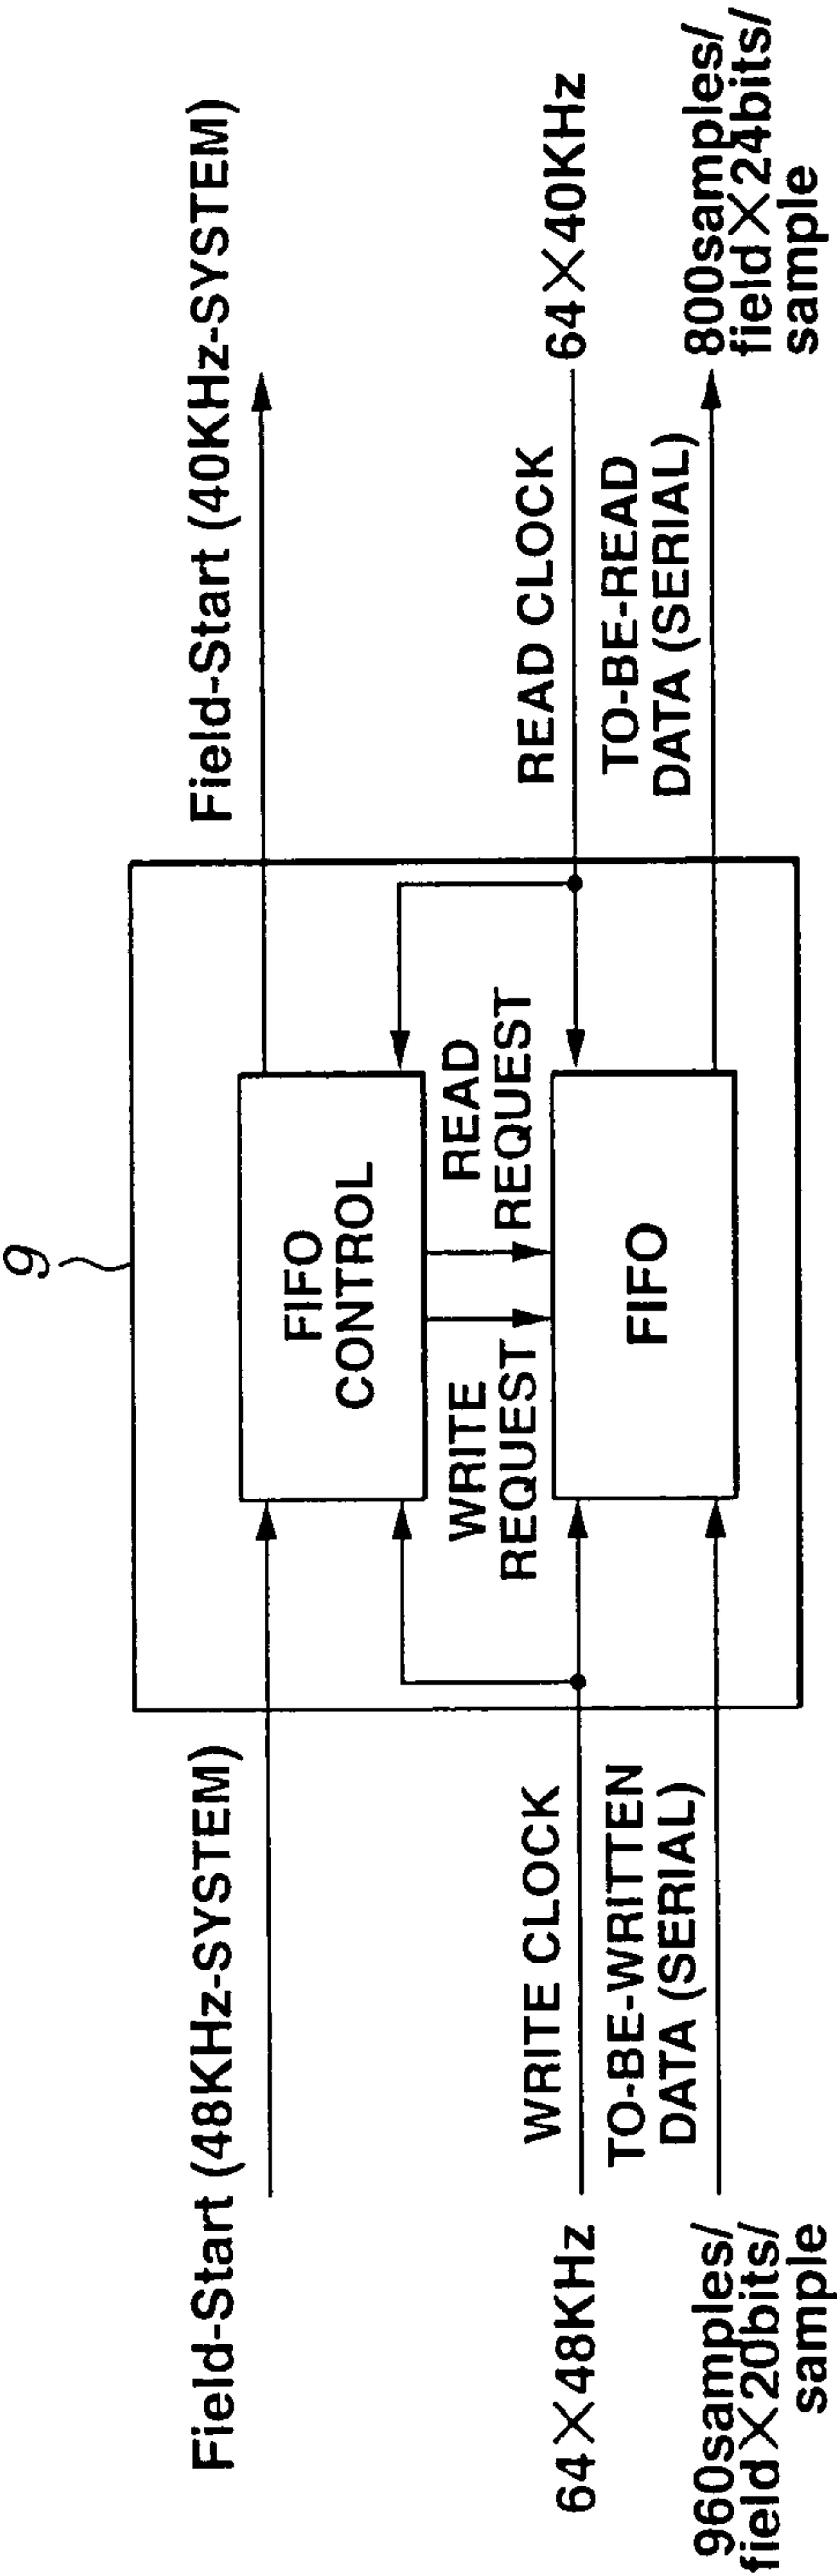 9
Field-Start (48KHz-SYSTEM)
Field-Start (40KHz-SYSTEM)
FIFO
CONTROL
WRITE
REQUEST
READ
REQUEST
FIFO
64×48KHz
WRITE CLOCK
TO-BE-WRITTEN
DATA (SERIAL)
960samples/
field×20bits/
sample
READ CLOCK
64×40KHz
TO-BE-READ
DATA (SERIAL)
800samples/
field×24bits/
sample